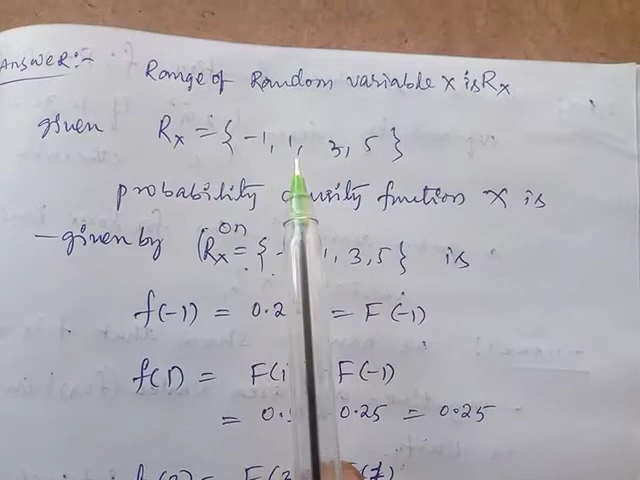 Answer:- Range of Random variable X is Rx
given Rx = { -1, 1, 3, 5 }
probability function X is
on
- given by (Rx = { 1, 3, 5 } is
f(-1) = 0.2 = F(-1)
f(1) = F(1 F(-1)
= 0. 0.25 = 0.25